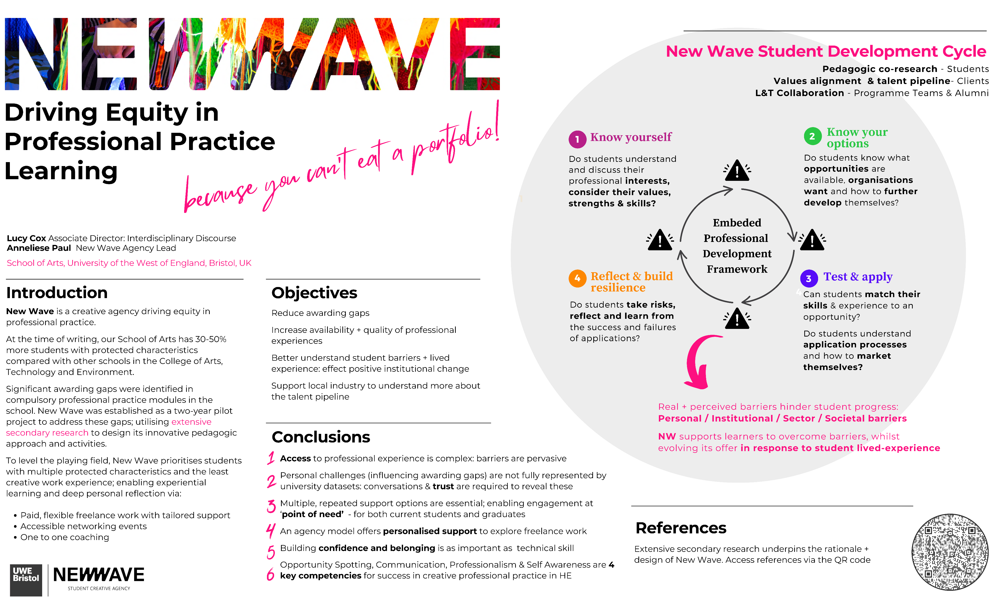 NEWWAVE
Driving Equity in
Professional Practice
Learning
because you can't eat a portfolio!
Lucy Cox Associate Director: Interdisciplinary Discourse
Anneliese Paul New Wave Agency Lead
School of Arts, University of the West of England, Bristol, UK
Introduction
New Wave is a creative agency driving equity in
professional practice.
At the time of writing, our School of Arts has 30-50%
more students with protected characteristics
compared with other schools in the College of Arts,
Technology and Environment.
Significant awarding gaps were identified in
compulsory professional practice modules in the
school. New Wave was established as a two-year pilot
project to address these gaps; utilising extensive
secondary research to design its innovative pedagogic
approach and activities.
To level the playing field, New Wave prioritises students
with multiple protected characteristics and the least
creative work experience; enabling experiential
learning and deep personal reflection via:
• Paid, flexible freelance work with tailored support
• Accessible networking events
• One to one coaching
UWE
Bristol
NEWWAVE
STUDENT CREATIVE AGENCY
Objectives
Reduce awarding gaps
Increase availability + quality of professional
experiences
Better understand student barriers + lived
experience: effect positive institutional change
Support local industry to understand more about
the talent pipeline
Conclusions
1 Access to professional experience is complex: barriers are pervasive
2 Personal challenges (influencing awarding gaps) are not fully represented by
university datasets: conversations & trust are required to reveal these
3 Multiple, repeated support options are essential; enabling engagement at
'point of need' - for both current students and graduates
4 An agency model offers personalised support to explore freelance work
5 Building confidence and belonging is as important as technical skill
6 Opportunity Spotting, Communication, Professionalism & Self Awareness are 4
key competencies for success in creative professional practice in HE
New Wave Student Development Cycle
Pedagogic co-research - Students
Values alignment & talent pipeline- Clients
L&T Collaboration - Programme Teams & Alumni
1 Know yourself
Do students understand
and discuss their
professional interests,
consider their values,
strengths & skills?
2 Know your
options
Do students know what
opportunities are
available, organisations
want and how to further
develop themselves?
Embeded
Professional
Development
Framework
3 Test & apply
4
Can students match their
skills & experience to an
opportunity?
Do students understand
application processes
and how to market
themselves?
4 Reflect & build
resilience
Do students take risks,
reflect and learn from
the success and failures
of applications?
Real + perceived barriers hinder student progress:
Personal / Institutional / Sector / Societal barriers
NW supports learners to overcome barriers, whilst
evolving its offer in response to student lived-experience
References
Extensive secondary research underpins the rationale +
design of New Wave. Access references via the QR code